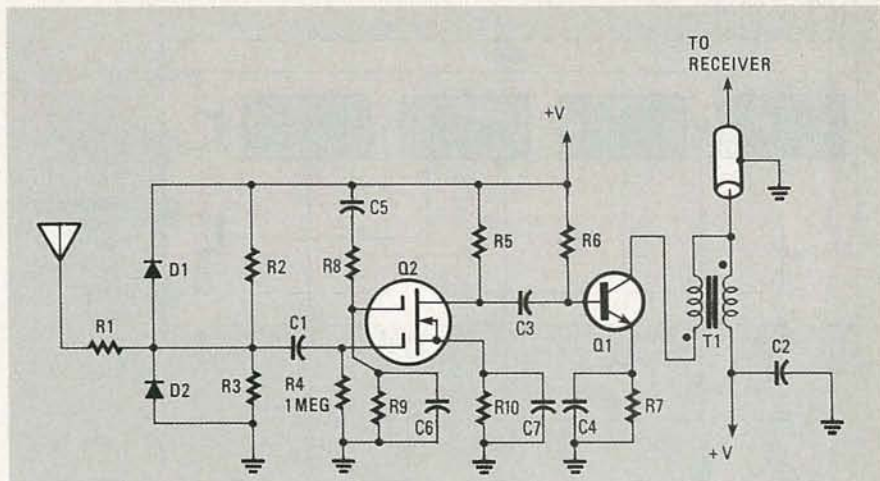 TO
RECEIVER
+V
C5
D1
R2
R5
R6
R8
Q2
R1
C1
C3
Q1
T1
C2
D2
R3
R4
1 MEG
R9
C6
R10
C7
C4
R7
+V